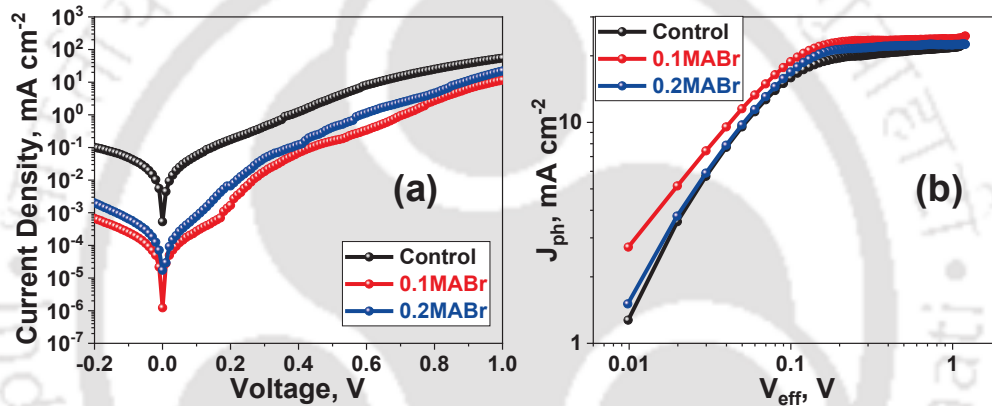 Current Density, mA cm⁻²
10³
10²
10¹
10⁰
10⁻¹
10⁻²
10⁻³
10⁻⁴
10⁻⁵
10⁻⁶
10⁻⁷
-0.2 0.0 0.2 0.4 0.6 0.8 1.0
Voltage, V
(a)
Control
0.1MABr
0.2MABr
J_ph, mA cm⁻²
10
1
0.01 0.1 1
V_eff, V
(b)
Control
0.1MABr
0.2MABr